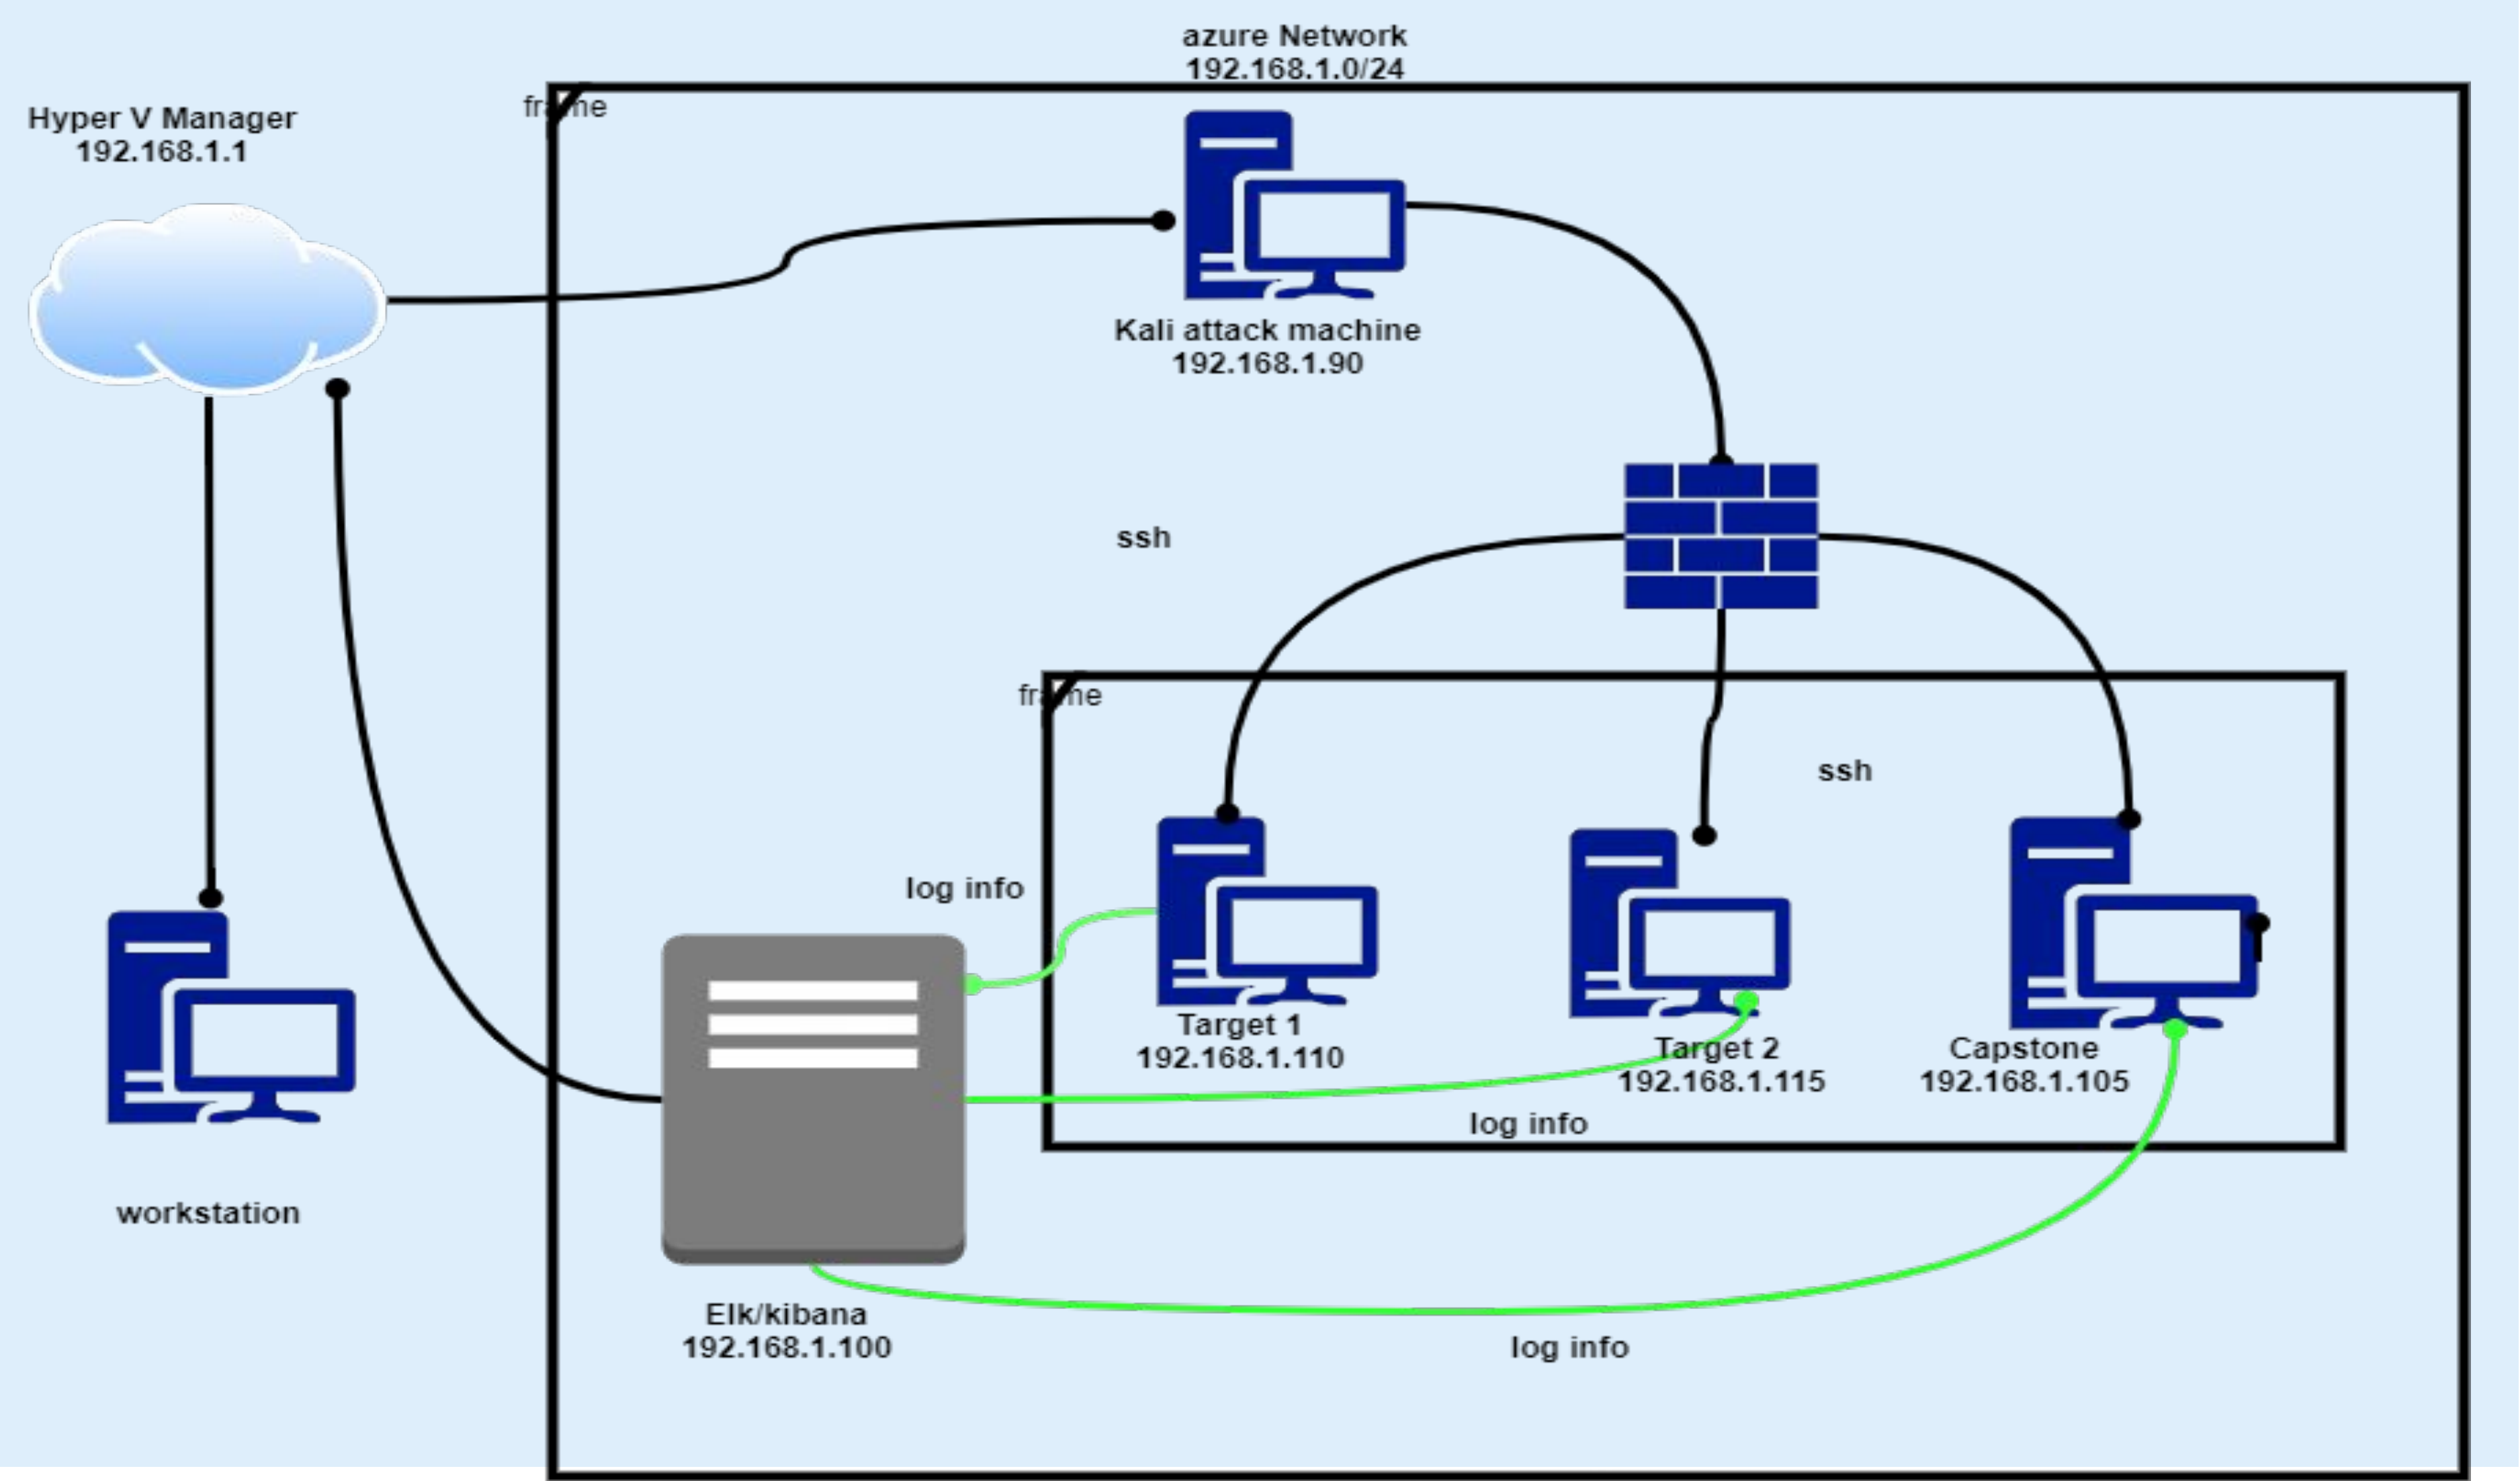 azure Network
192.168.1.0/24
frame
Hyper V Manager
192.168.1.1
Kali attack machine
192.168.1.90
ssh
frame
ssh
log info
Target 1
192.168.1.110
Target 2
192.168.1.115
Capstone
192.168.1.105
log info
workstation
Elk/kibana
192.168.1.100
log info